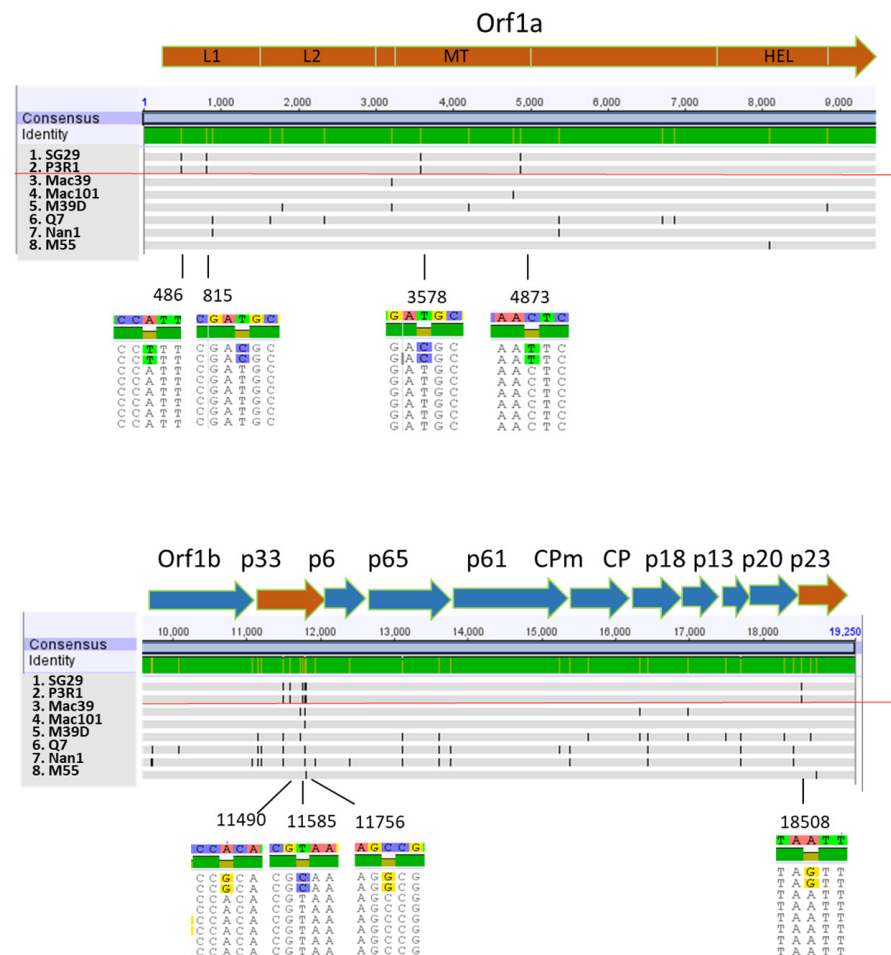 Orf1a
L1 L2 MT HEL
1 1,000 2,000 3,000 4,000 5,000 6,000 7,000 8,000 9,000
Consensus
Identity
1. SG29
2. P3R1
3. Mac39
4. Mac101
5. M39D
6. Q7
7. Nan1
8. M55
486 815 3578 4873
C C A T T C G A T G C G A T G C A A C T C
C C T T T C G A C G C G A C G C A A T T C
C C T T T C G A C G C G A C G C A A T T C
C C A T T C G A T G C G A T G C A A C T C
C C A T T C G A T G C G A T G C A A C T C
C C A T T C G A T G C G A T G C A A C T C
C C A T T C G A T G C G A T G C A A C T C
C C A T T C G A T G C G A T G C A A C T C
C C A T T C G A T G C G A T G C A A C T C
Orf1b p33 p6 p65 p61 CPm CP p18 p13 p20 p23
10,000 11,000 12,000 13,000 14,000 15,000 16,000 17,000 18,000 19,250
Consensus
Identity
1. SG29
2. P3R1
3. Mac39
4. Mac101
5. M39D
6. Q7
7. Nan1
8. M55
11490 11585 11756 18508
C C A C A C G T A A A G C C G T A A T T
C C G C A C G C A A A G G C G T A G T T
C C G C A C G C A A A G G C G T A G T T
C C A C A C G T A A A G C C G T A A T T
C C A C A C G T A A A G C C G T A A T T
C C A C A C G T A A A G C C G T A A T T
C C A C A C G T A A A G C C G T A A T T
C C A C A C G T A A A G C C G T A A T T
C C A C A C G T A A A G C C G T A A T T